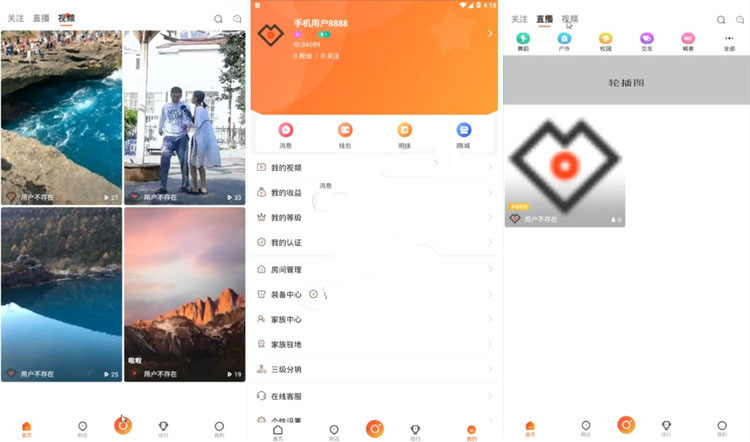 关注 直播 视频
用户不存在 27
用户不存在 33
用户不存在 25
啦啦
用户不存在 19
首页 附近 排行 我的
4:18
手机用户8888
ID:34089
0 粉丝 | 0 关注
消息 钱包 明细 商城
我的视频
我的收益
消息
我的等级
我的认证
房间管理
装备中心
家族中心
家族驻地
三级分销
在线客服
个性设置
首页 附近 排行 我的
关注 直播 视频
舞蹈 户外 校园 交友 喊麦 全部
轮播图
用户不存在 0
首页 附近 排行 我的